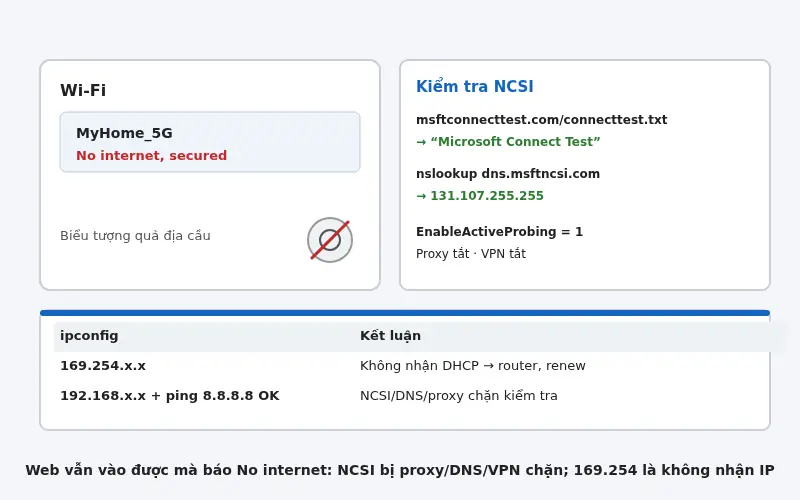 Wi-Fi
MyHome_5G
No internet, secured
Biểu tượng quả địa cầu
Kiểm tra NCSI
msftconnecttest.com/connecttest.txt
→ “Microsoft Connect Test”
nslookup dns.msftncsi.com
→ 131.107.255.255
EnableActiveProbing = 1
Proxy tắt · VPN tắt
ipconfig Kết luận
169.254.x.x Không nhận DHCP → router, renew
192.168.x.x + ping 8.8.8.8 OK NCSI/DNS/proxy chặn kiểm tra
Web vẫn vào được mà báo No internet: NCSI bị proxy/DNS/VPN chặn; 169.254 là không nhận IP